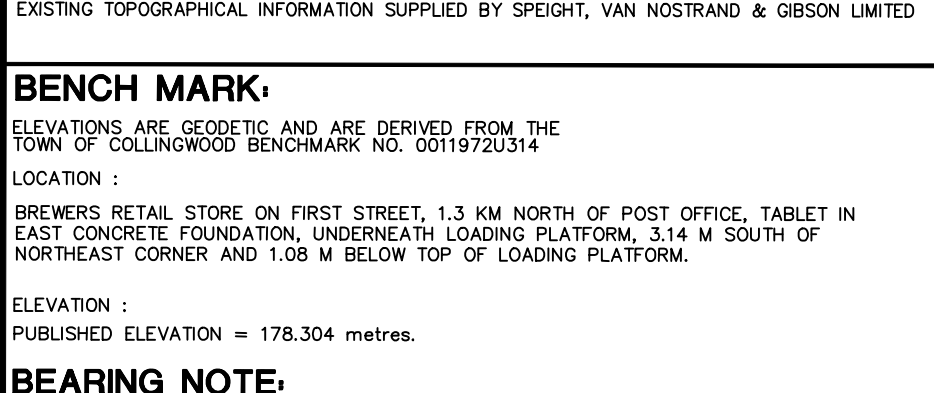 EXISTING TOPOGRAPHICAL INFORMATION SUPPLIED BY SPEIGHT, VAN NOSTRAND & GIBSON LIMITED
BENCH MARK:
ELEVATIONS ARE GEODETIC AND ARE DERIVED FROM THE
TOWN OF COLLINGWOOD BENCHMARK NO. 0011972U314
LOCATION :
BREWERS RETAIL STORE ON FIRST STREET, 1.3 KM NORTH OF POST OFFICE, TABLET IN
EAST CONCRETE FOUNDATION, UNDERNEATH LOADING PLATFORM, 3.14 M SOUTH OF
NORTHEAST CORNER AND 1.08 M BELOW TOP OF LOADING PLATFORM.
ELEVATION :
PUBLISHED ELEVATION = 178.304 metres.
BEARING NOTE: